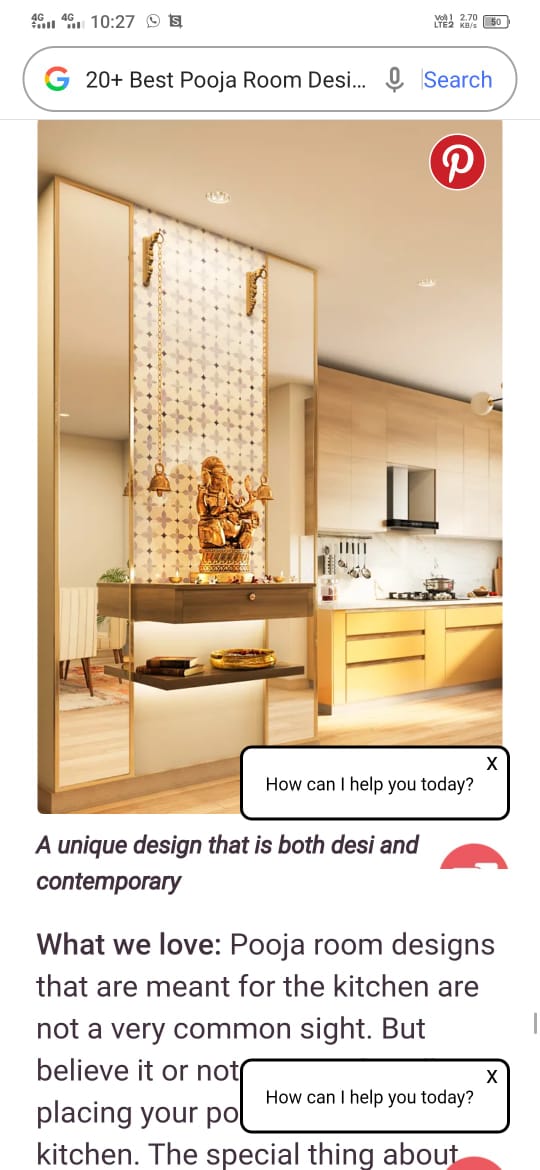 4G 4G 10:27 Vo)) 1 LTE2 2.70 KB/s 50
20+ Best Pooja Room Desi... Search
How can I help you today? X
A unique design that is both desi and
contemporary
What we love: Pooja room designs
that are meant for the kitchen are
not a very common sight. But
believe it or not
How can I help you today? X
placing your po
kitchen. The special thing about